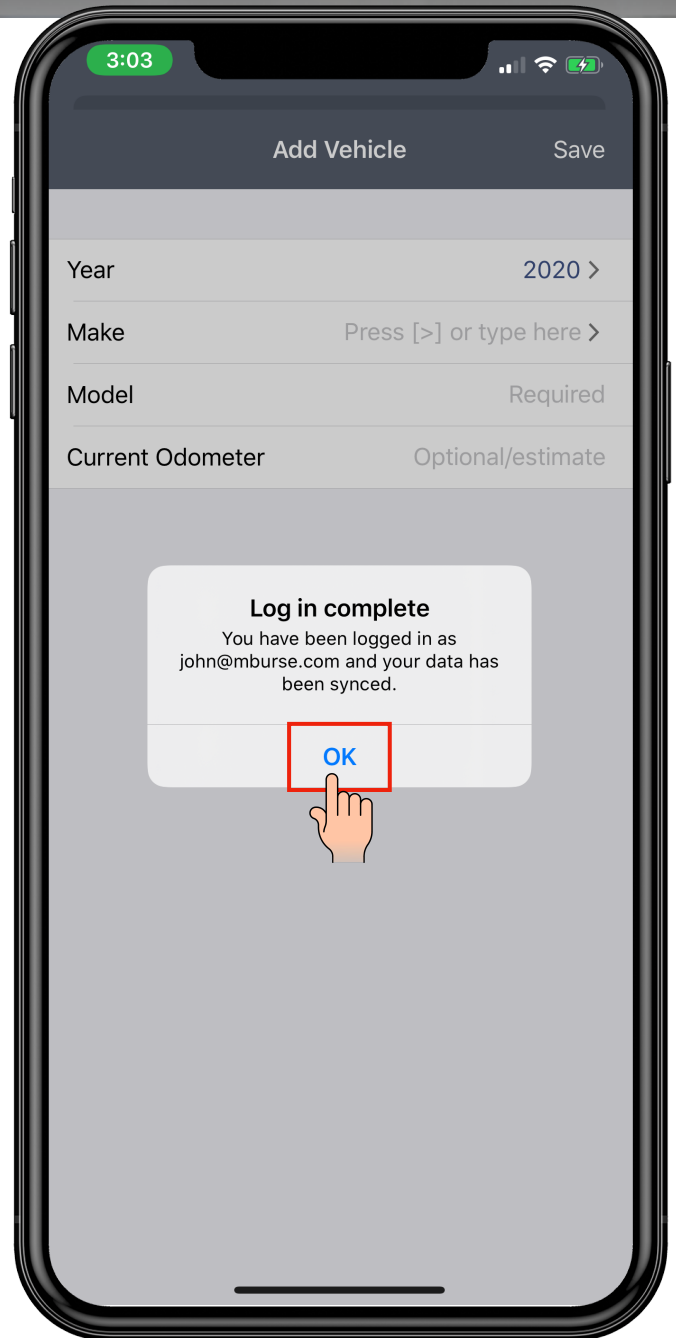 3:03
Add Vehicle Save
Year 2020 >
Make Press [>] or type here >
Model Required
Current Odometer Optional/estimate
Log in complete
You have been logged in as
john@mburse.com and your data has
been synced.
OK